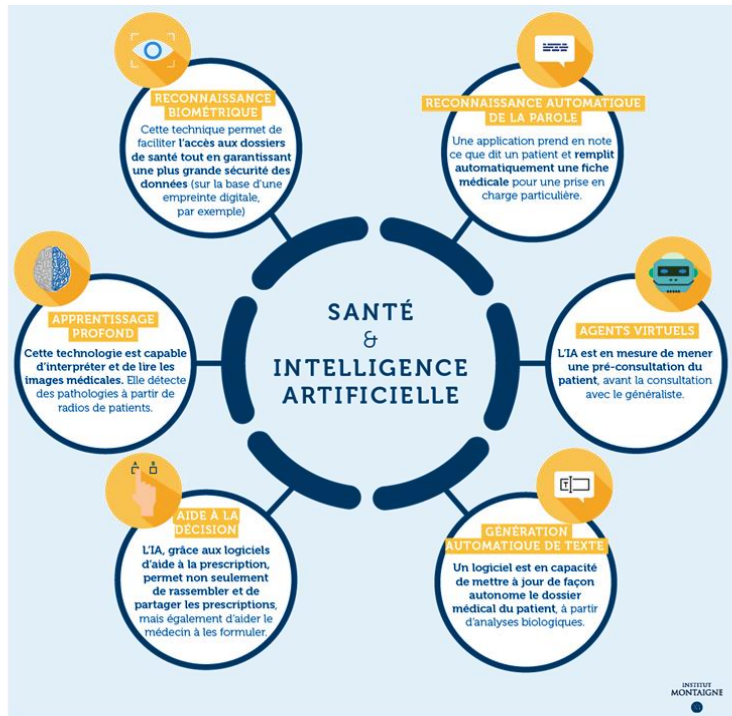 RECONNAISSANCE
BIOMÉTRIQUE
Cette technique permet de
faciliter l'accès aux dossiers
de santé tout en garantissant
une plus grande sécurité des
données (sur la base d'une
empreinte digitale,
par exemple)
RECONNAISSANCE AUTOMATIQUE
DE LA PAROLE
Une application prend en note
ce que dit un patient et remplit
automatiquement une fiche
médicale pour une prise en
charge particulière.
APPRENTISSAGE
PROFOND
Cette technologie est capable
d'interpréter et de lire les
images médicales. Elle détecte
des pathologies à partir de
radios de patients.
SANTÉ
&
INTELLIGENCE
ARTIFICIELLE
AGENTS VIRTUELS
L'IA est en mesure de mener
une pré-consultation du
patient, avant la consultation
avec le généraliste.
A B
AIDE À LA
DÉCISION
L'IA, grâce aux logiciels
d'aide à la prescription,
permet non seulement
de rassembler et de
partager les prescriptions,
mais également d'aider le
médecin à les formuler.
T
GÉNÉRATION
AUTOMATIQUE DE TEXTE
Un logiciel est en capacité
de mettre à jour de façon
autonome le dossier
médical du patient, à partir
d'analyses biologiques.
INSTITUT
MONTAIGNE